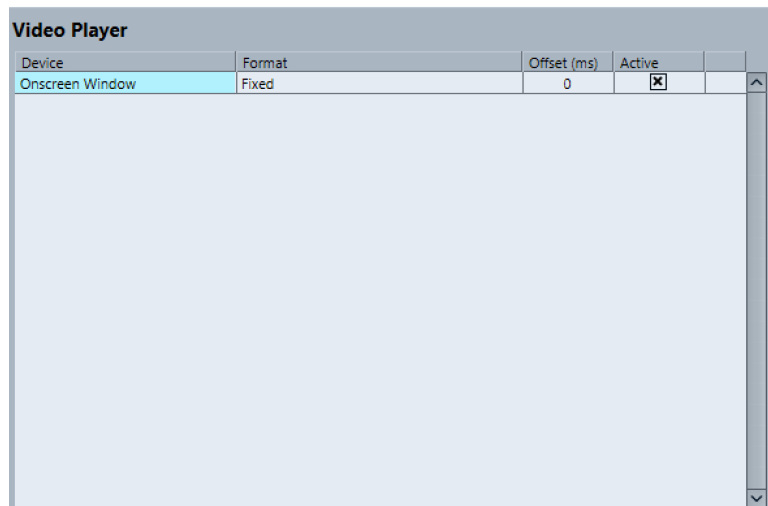 Video Player
Device Format Offset (ms) Active
Onscreen Window Fixed 0